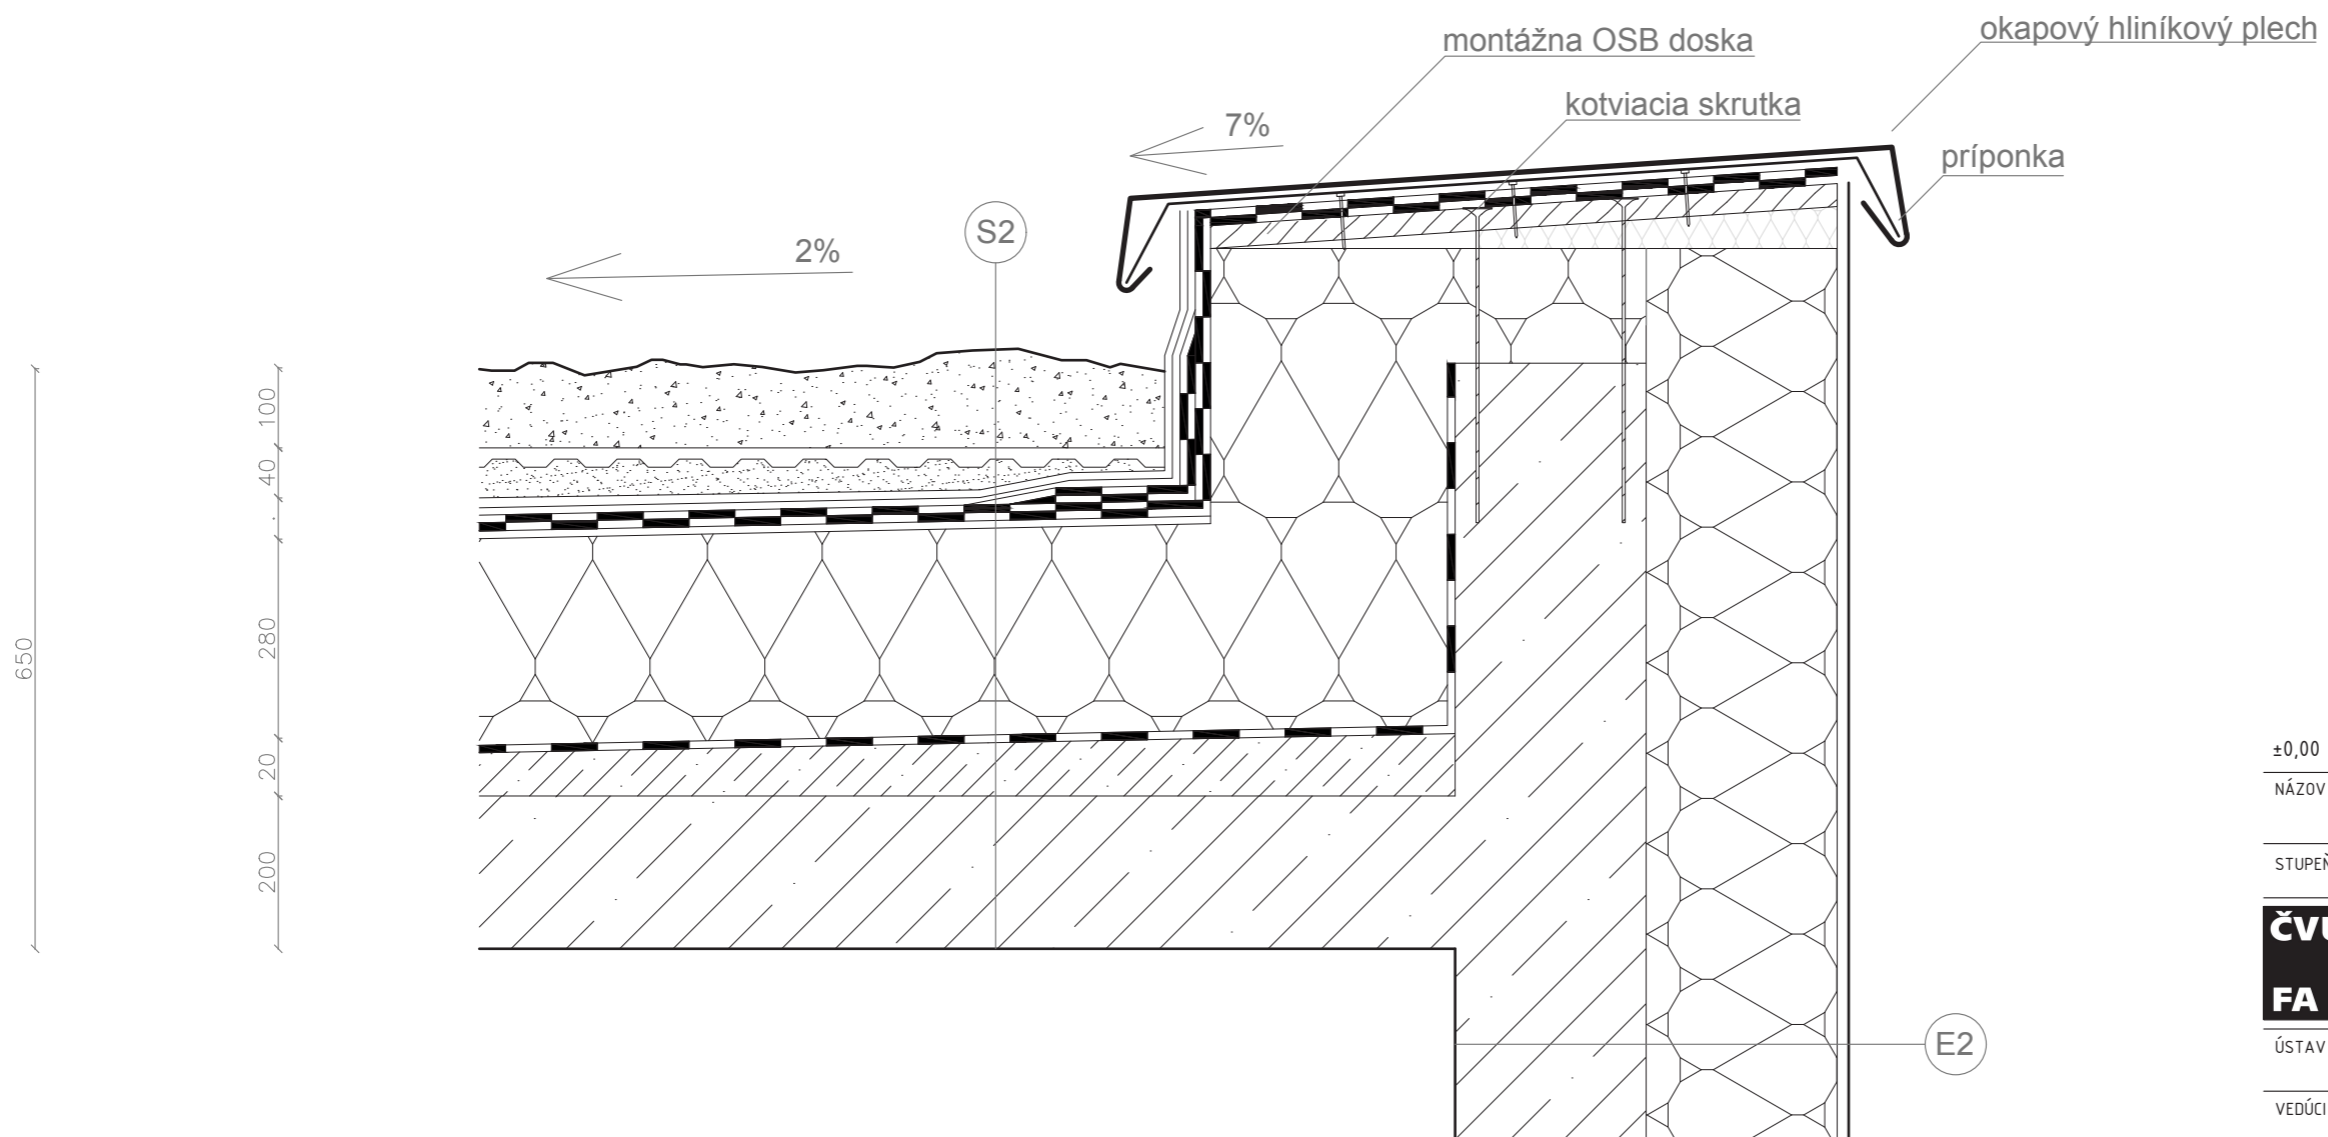 okapový hliníkový plech
montážna OSB doska
kotviacia skrutka
7%
príponka
S2
2%
100
40
280
650
20
200
±0,00
NÁZOV
STUPEŇ
ČVU
FA
E2
ÚSTAV
VEDÚCI